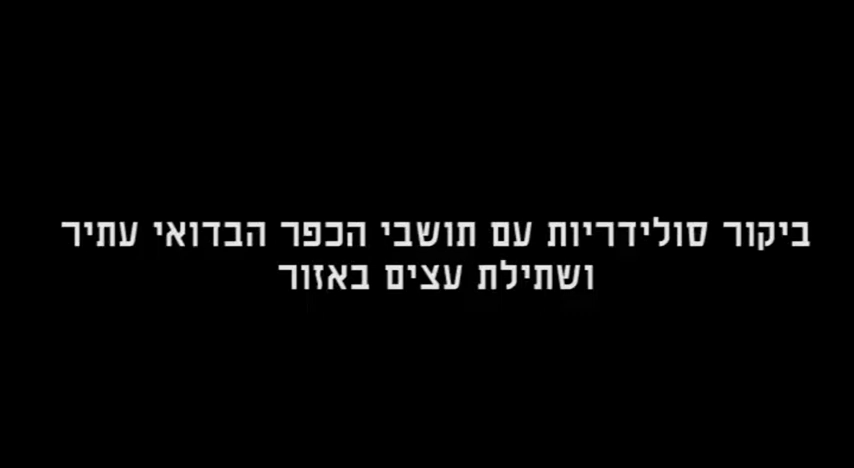 ביקור סולידריות עם תושבי הכפר הבדואי עתיר
ושתילת עצים באזור